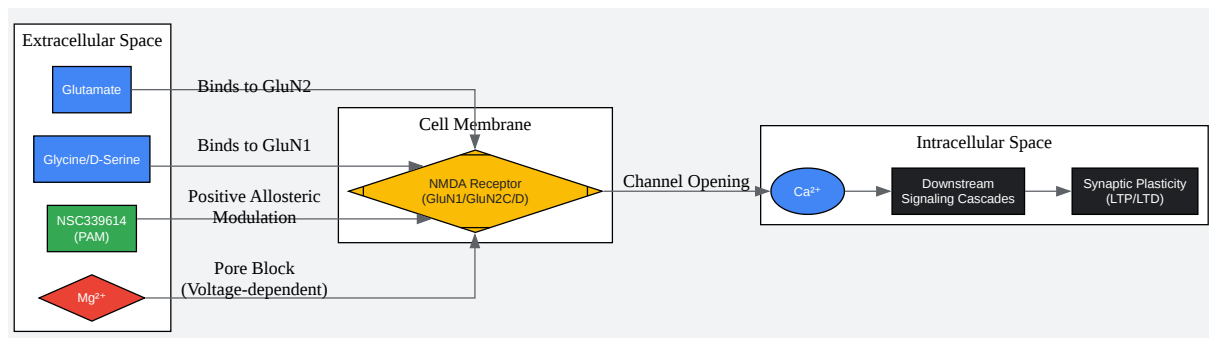 Extracellular Space
Glutamate
Glycine/D-Serine
NSC339614
(PAM)
Mg²⁺
Binds to GluN2
Binds to GluN1
Positive Allosteric
Modulation
Pore Block
(Voltage-dependent)
Cell Membrane
NMDA Receptor
(GluN1/GluN2C/D)
Channel Opening
Intracellular Space
Ca²⁺
Downstream
Signaling Cascades
Synaptic Plasticity
(LTP/LTD)